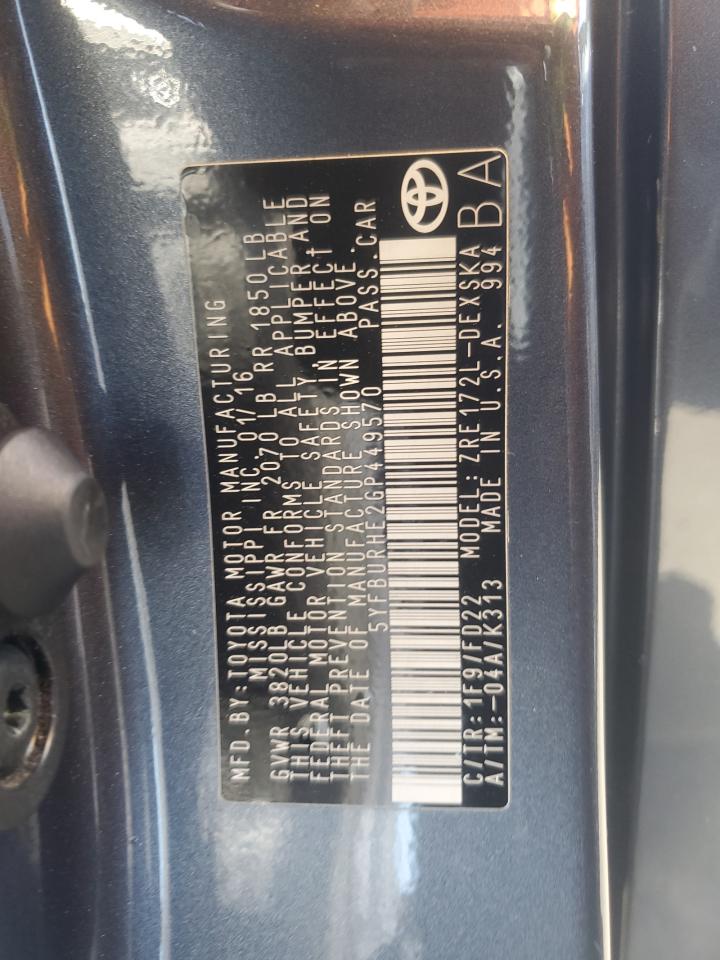 MFD.BY:TOYOTA MOTOR MANUFACTURING
MISSISSIPPI INC. 01/16
GVWR 3820LB GAWR FR 2070 LB RR 1850 LB
THIS VEHICLE CONFORMS TO ALL APPLICABLE
FEDERAL MOTOR VEHICLE SAFETY, BUMPER AND
THEFT PREVENTION STANDARDS IN EFFECT ON
THE DATE OF MANUFACTURE SHOWN ABOVE.
5YFBURHE2GP449570 PASS.CAR
C/TR:1F9/FD22 MODEL:ZRE172L-DEXSKA
A/TM:-04A/K313 MADE IN U.S.A. 994
BA